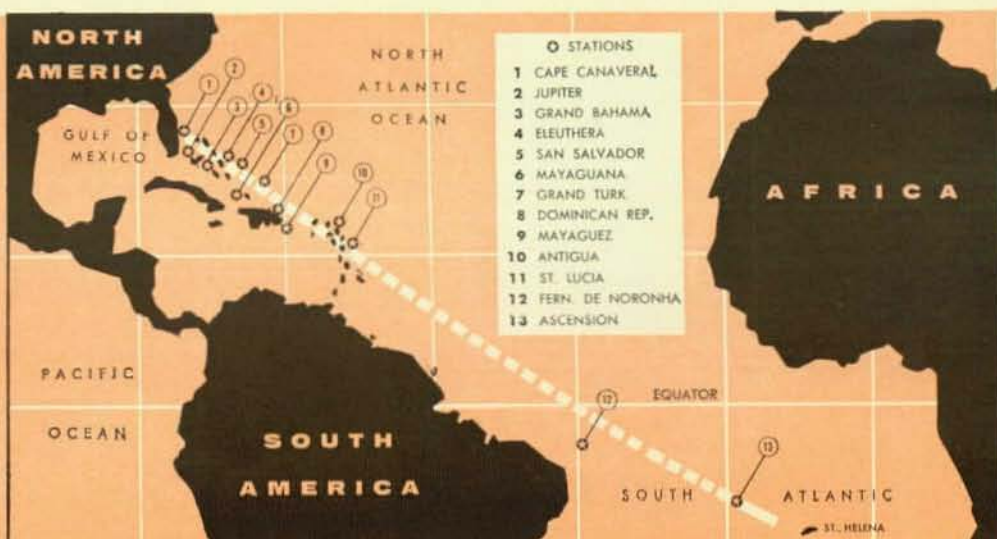 NORTH
AMERICA
GULF OF
MEXICO
NORTH
ATLANTIC
OCEAN
STATIONS
1 CAPE CANAVERAL
2 JUPITER
3 GRAND BAHAMA
4 ELEUTHERA
5 SAN SALVADOR
6 MAYAGUANA
7 GRAND TURK
8 DOMINICAN REP.
9 MAYAGUEZ
10 ANTIGUA
11 ST. LUCIA
12 FERN. DE NORONHA
13 ASCENSION
AFRICA
1
2
3
4
5
6
7
8
9
10
11
PACIFIC
OCEAN
SOUTH
AMERICA
EQUATOR
12
13
SOUTH ATLANTIC
ST. HELENA